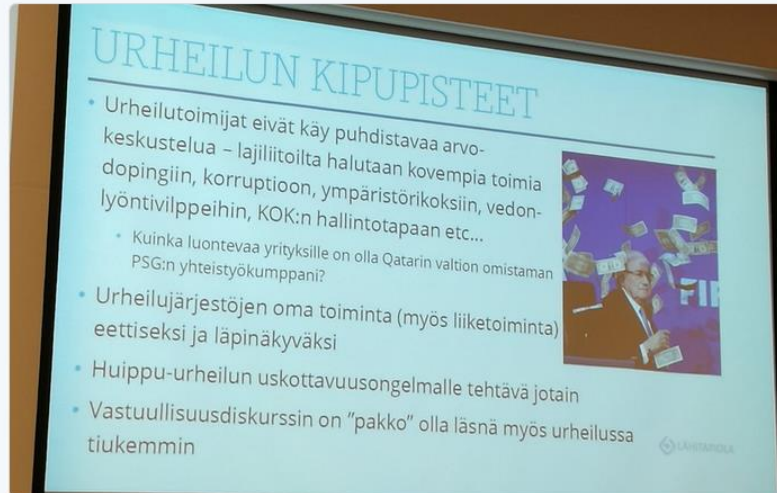 URHEILUN KIPUPISTEET
• Urheilutoimijat eivät käy puhdistavaa arvo-
keskustelua – lajiliitoilta halutaan kovempia toimia
dopingiin, korruptioon, ympäristörikoksiin, vedon-
lyöntivilppeihin, KOK:n hallintotapaan etc...
• Kuinka luontevaa yrityksille on olla Qatarin valtion omistaman
PSG:n yhteistyökumppani?
• Urheilujärjestöjen oma toiminta (myös liiketoiminta)
eettiseksi ja läpinäkyväksi
• Huippu-urheilun uskottavuusongelmalle tehtävä jotain
• Vastuullisuusdiskurssin on ”pakko” olla läsnä myös urheilussa
tiukemmin
FIF
LÄHITAPIOLA